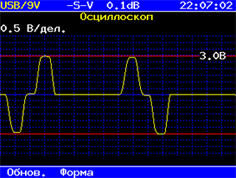 USB/9V -S-V 0.1dB 22:07:02
Осциллоскоп
0.5 В/дел.
3.0В
Обнов. Форма